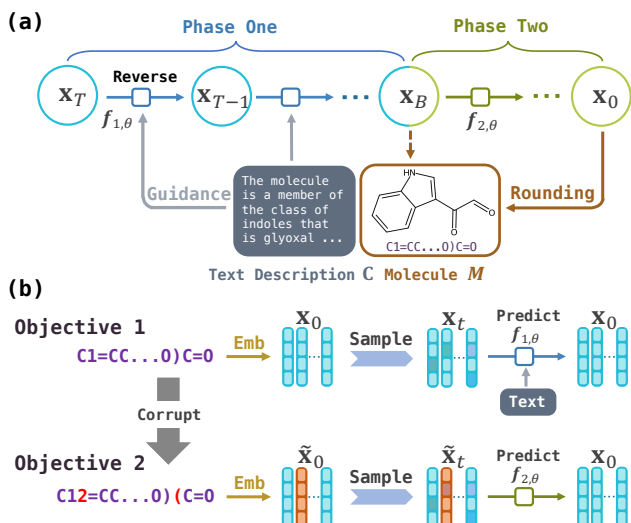 (a)
Phase One
Phase Two
Reverse
x_T
f_{1,θ}
x_{T−1}
...
x_B
f_{2,θ}
...
x_0
Guidance
The molecule
is a member of
the class of
indoles that
is glyoxal ...
HN
O
O
C1=CC...O)C=O
Rounding
Text Description C
Molecule M
(b)
Objective 1
C1=CC...O)C=O
Emb
x_0
...
Sample
x_t
...
Predict
f_{1,θ}
Text
x_0
...
Corrupt
Objective 2
C12=CC...O)(C=O
Emb
x̃_0
...
Sample
x̃_t
...
Predict
f_{2,θ}
x_0
...